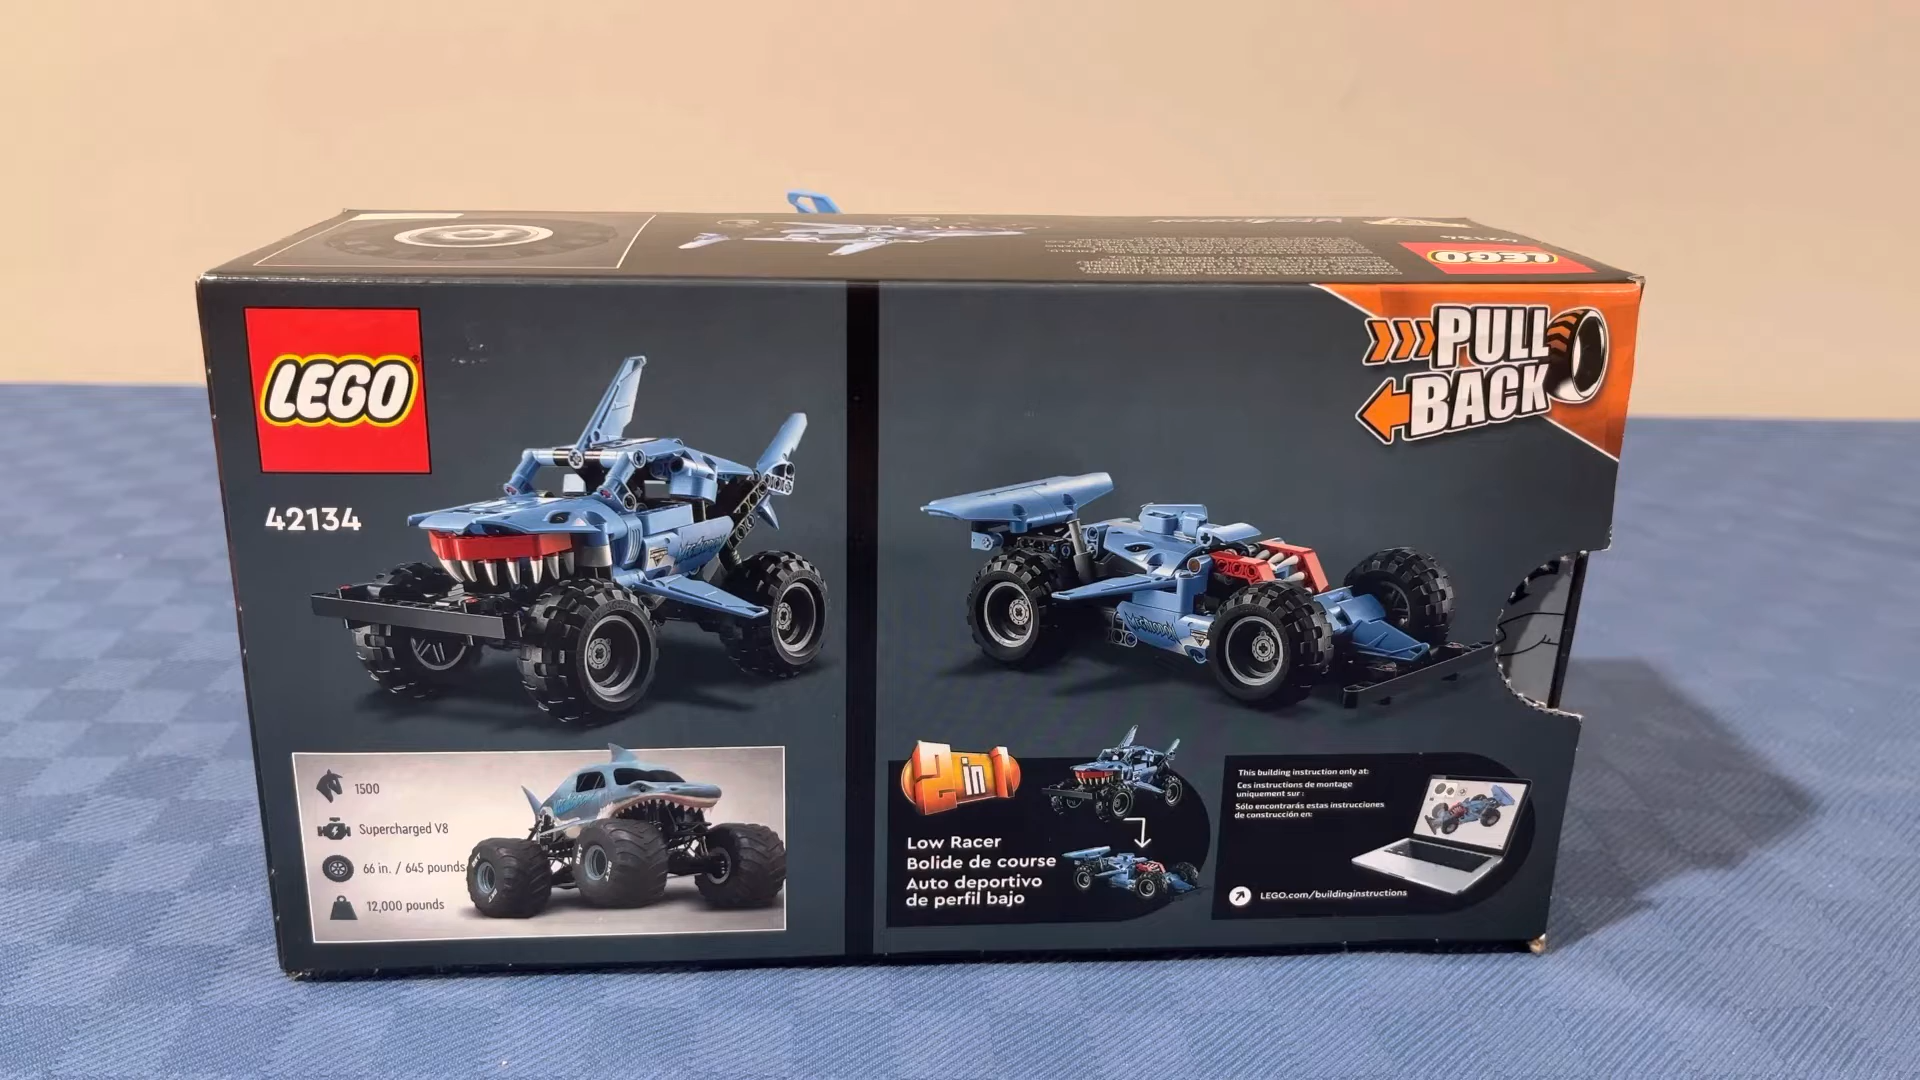 LEGO
LEGO
42134
PULL
BACK
MEGALODON
MEGALODON
1500
Supercharged V8
66 in. / 645 pounds
12,000 pounds
2 in 1
Low Racer
Bolide de course
Auto deportivo
de perfil bajo
This building instruction only at:
Ces instructions de montage
uniquement sur :
Sólo encontrarás estas instrucciones
de construcción en:
LEGO.com/buildinginstructions